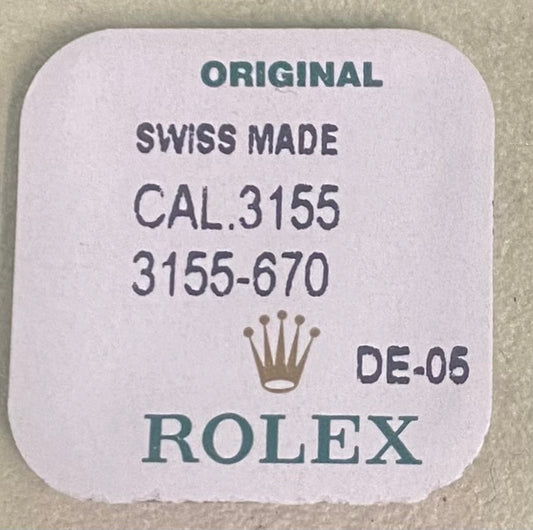 ORIGINAL
SWISS MADE
CAL.3155
3155-670
DE-05
ROLEX